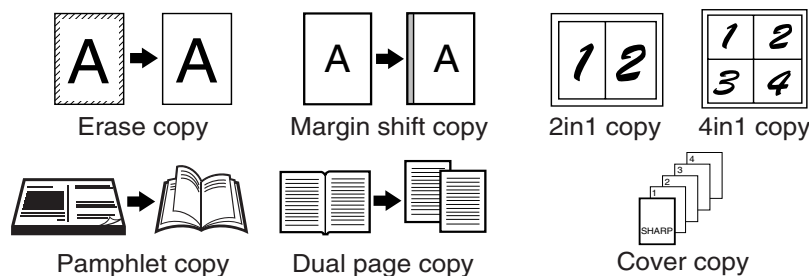 A A
Erase copy
A A
Margin shift copy
1 2
2in1 copy
1 2
3 4
4in1 copy
Pamphlet copy
Dual page copy
4
3
2
1
SHARP
Cover copy